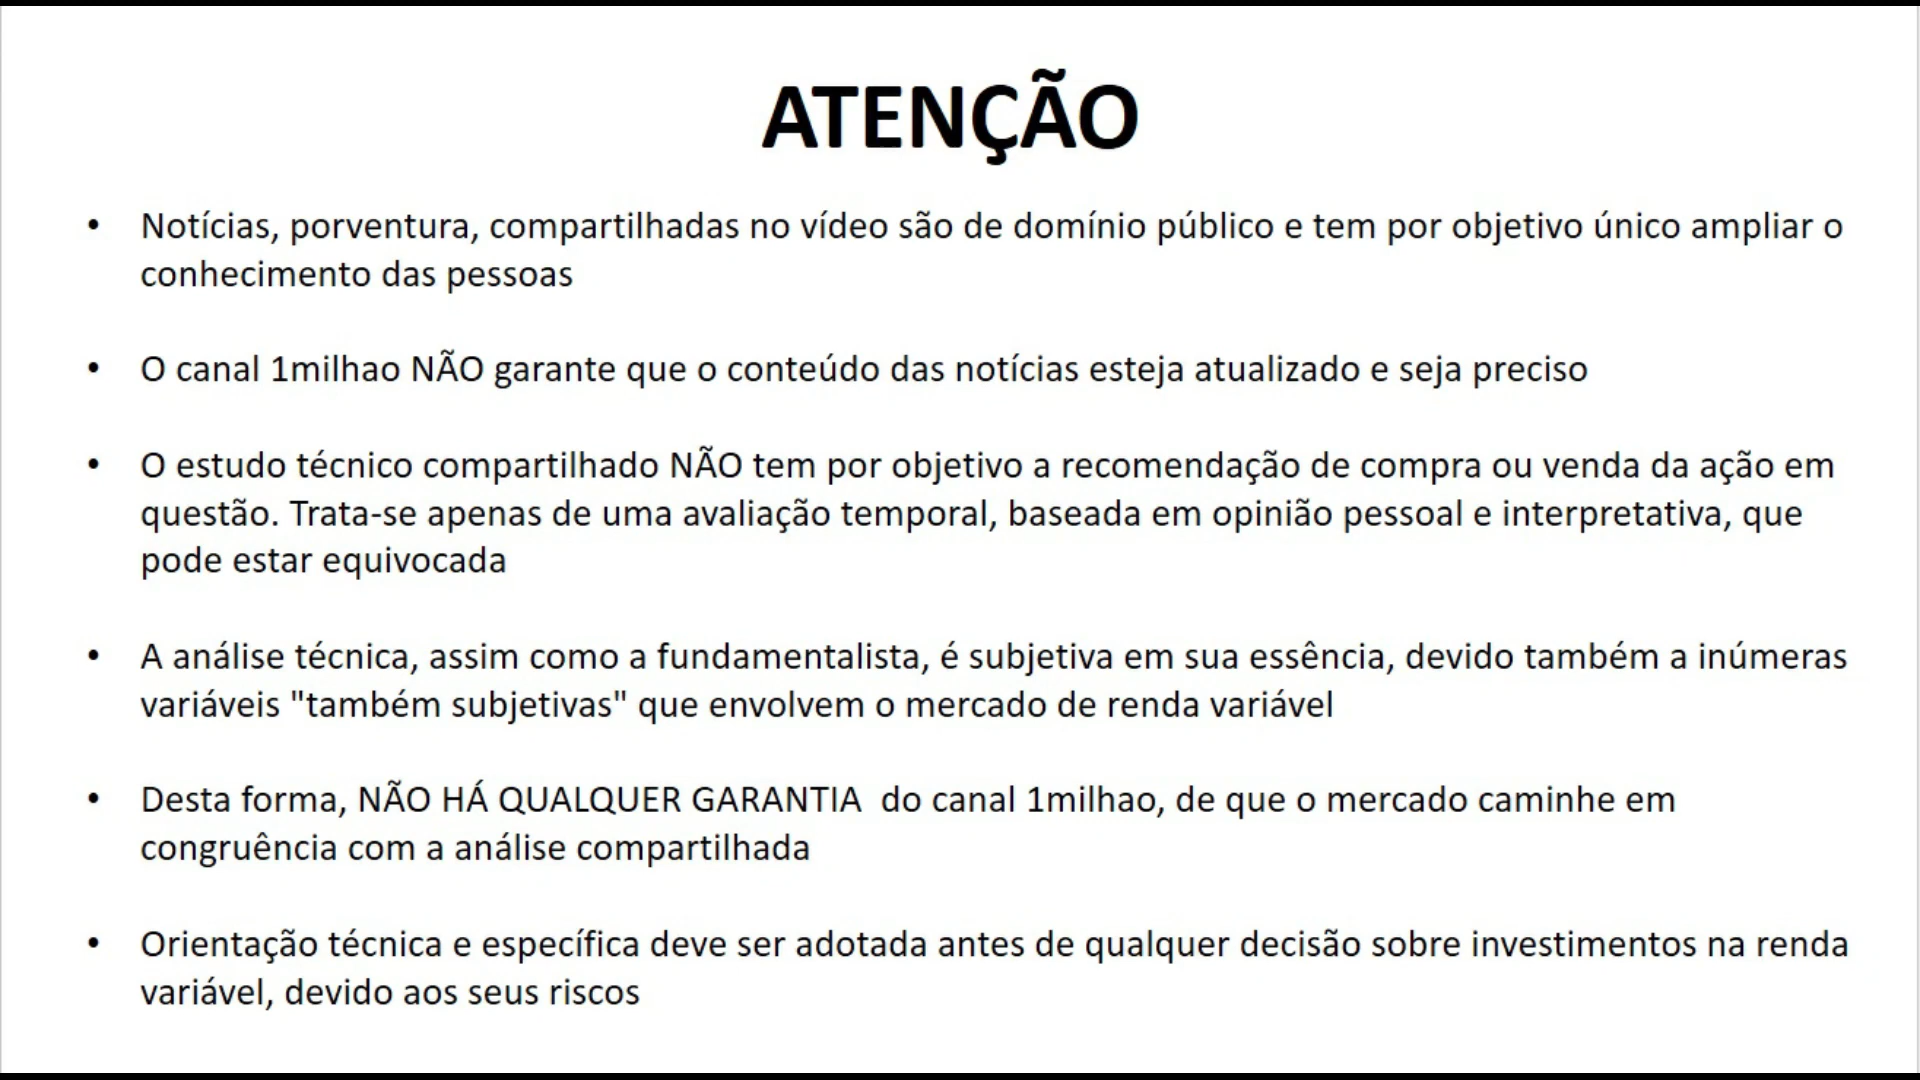 ATENÇÃO
• Notícias, porventura, compartilhadas no vídeo são de domínio público e tem por objetivo único ampliar o
conhecimento das pessoas
• O canal 1milhao NÃO garante que o conteúdo das notícias esteja atualizado e seja preciso
• O estudo técnico compartilhado NÃO tem por objetivo a recomendação de compra ou venda da ação em
questão. Trata-se apenas de uma avaliação temporal, baseada em opinião pessoal e interpretativa, que
pode estar equivocada
• A análise técnica, assim como a fundamentalista, é subjetiva em sua essência, devido também a inúmeras
variáveis "também subjetivas" que envolvem o mercado de renda variável
• Desta forma, NÃO HÁ QUALQUER GARANTIA  do canal 1milhao, de que o mercado caminhe em
congruência com a análise compartilhada
• Orientação técnica e específica deve ser adotada antes de qualquer decisão sobre investimentos na renda
variável, devido aos seus riscos